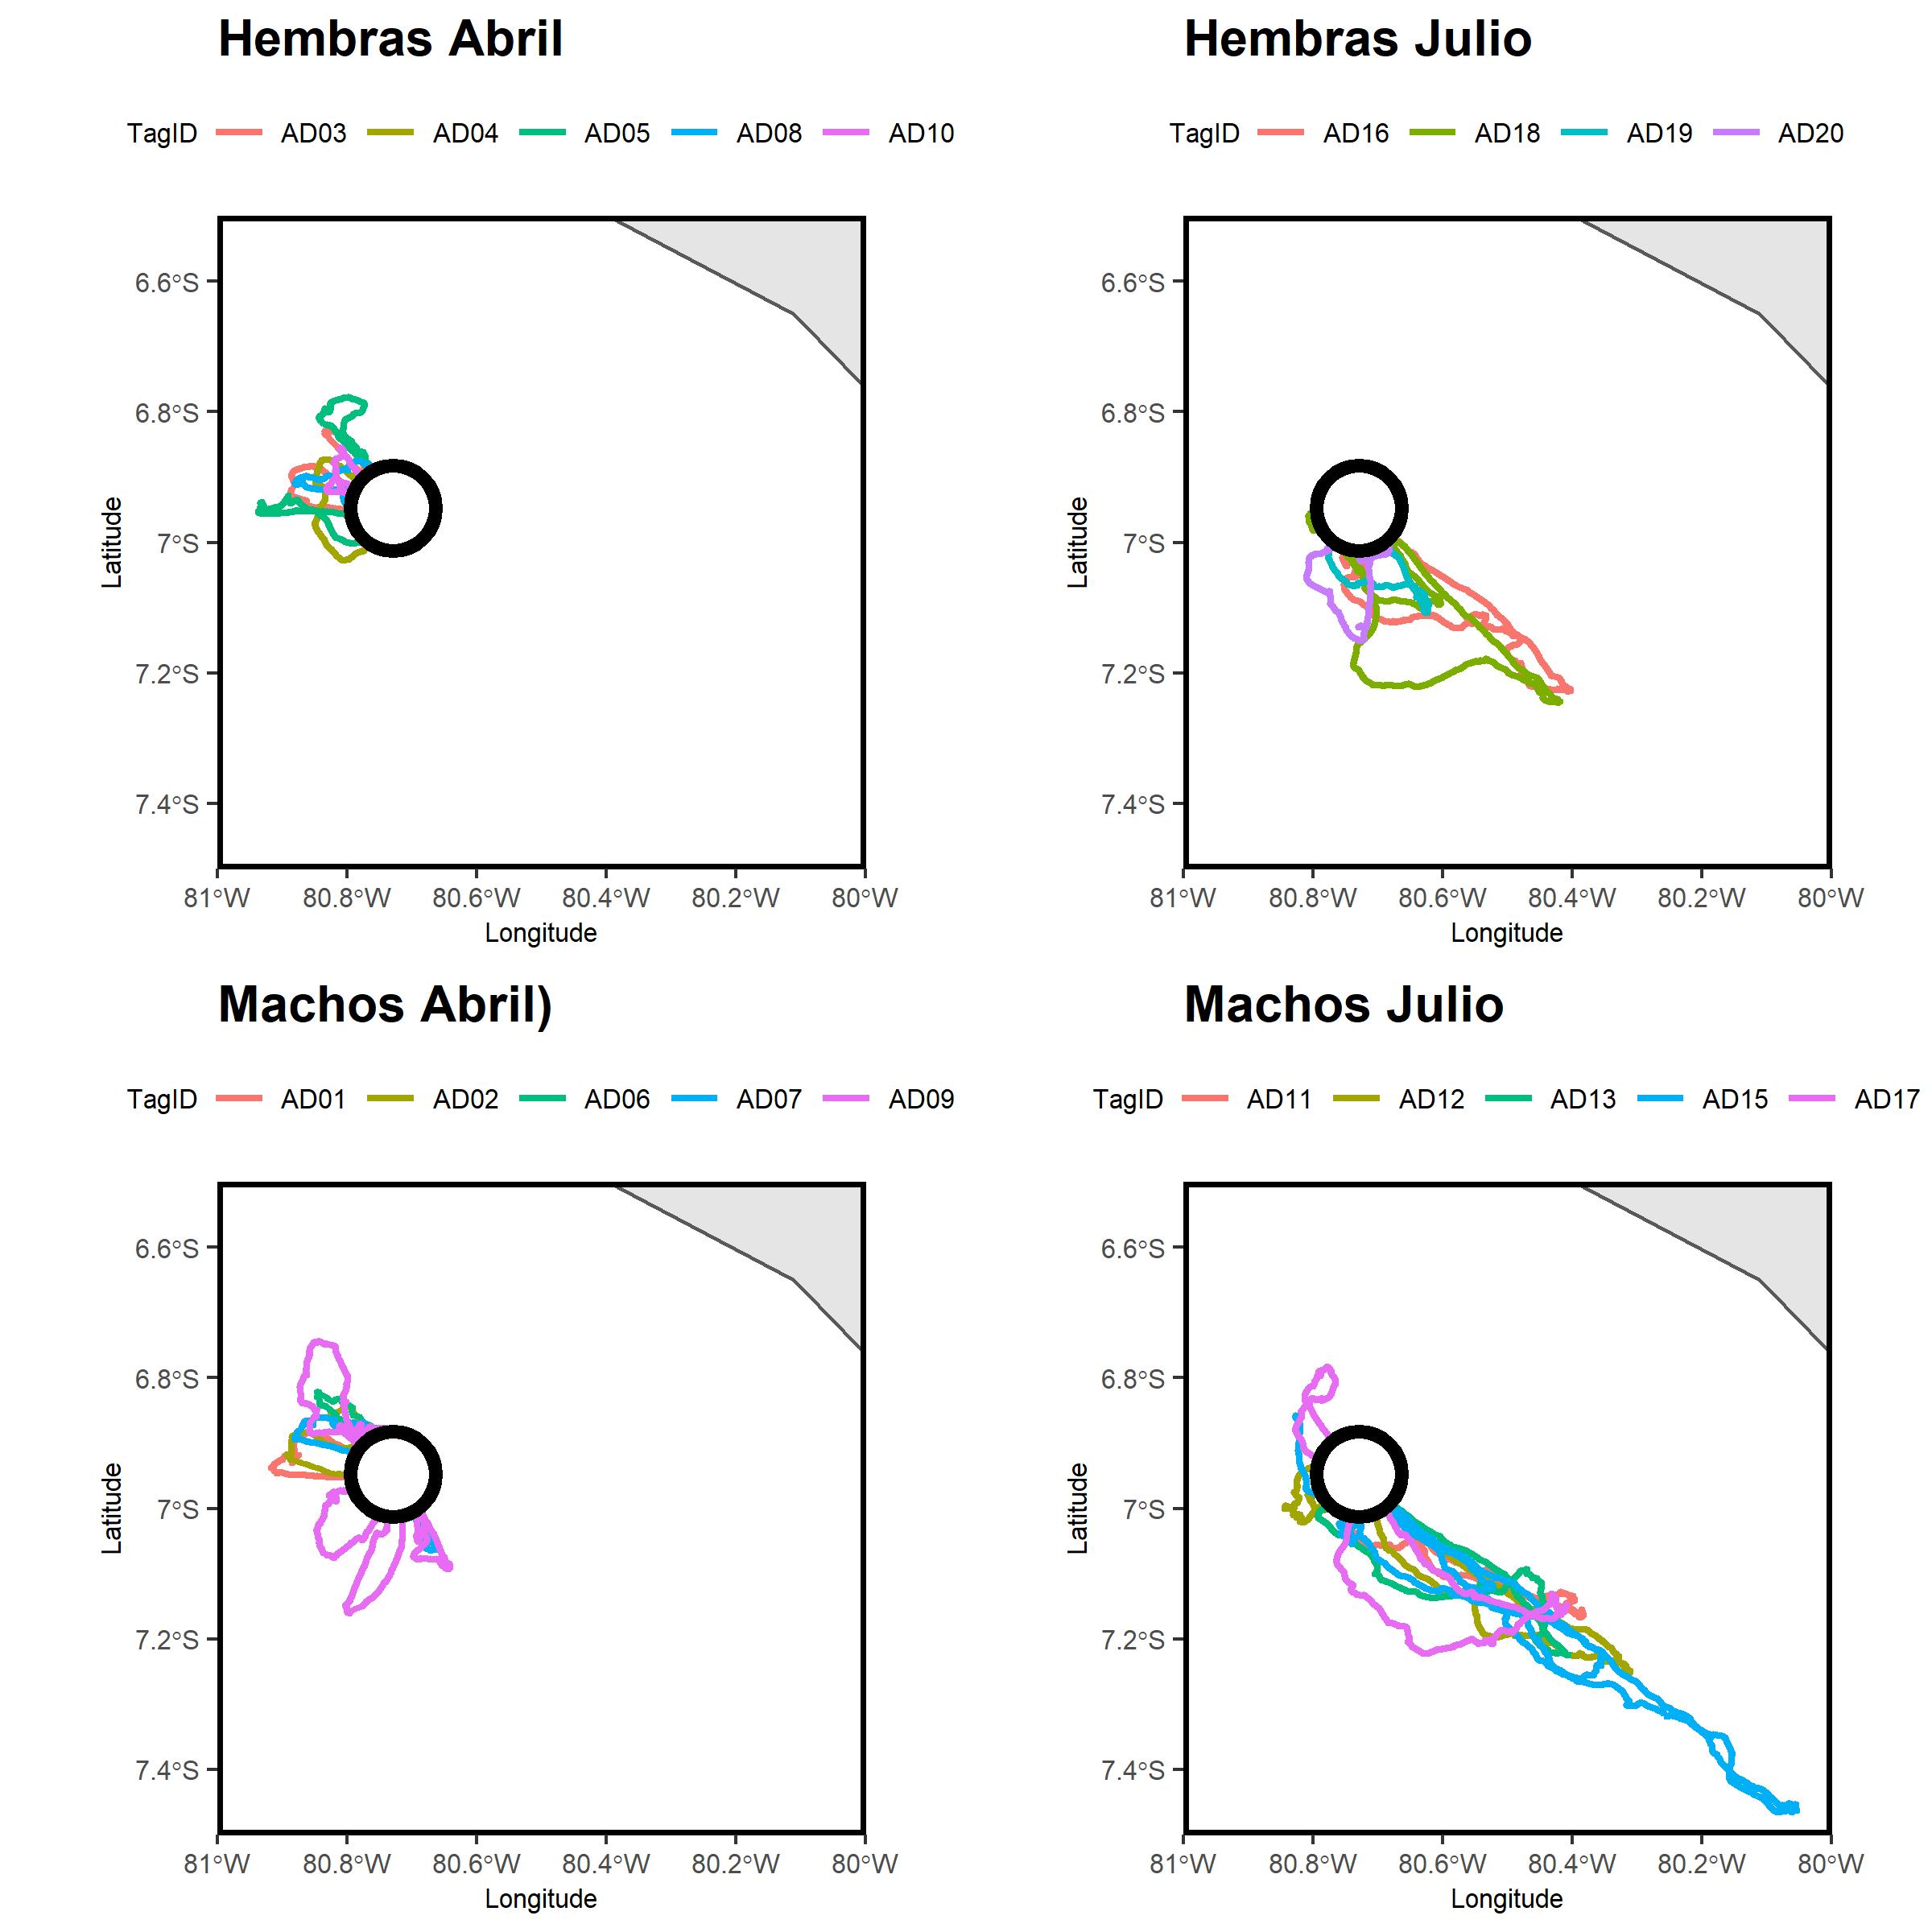 Hembras Abril
TagID AD03 AD04 AD05 AD08 AD10
6.6°S
6.8°S
7°S
7.2°S
7.4°S
Latitude
81°W 80.8°W 80.6°W 80.4°W 80.2°W 80°W
Longitude
Hembras Julio
TagID AD16 AD18 AD19 AD20
6.6°S
6.8°S
7°S
7.2°S
7.4°S
Latitude
81°W 80.8°W 80.6°W 80.4°W 80.2°W 80°W
Longitude
Machos Abril)
TagID AD01 AD02 AD06 AD07 AD09
6.6°S
6.8°S
7°S
7.2°S
7.4°S
Latitude
81°W 80.8°W 80.6°W 80.4°W 80.2°W 80°W
Longitude
Machos Julio
TagID AD11 AD12 AD13 AD15 AD17
6.6°S
6.8°S
7°S
7.2°S
7.4°S
Latitude
81°W 80.8°W 80.6°W 80.4°W 80.2°W 80°W
Longitude